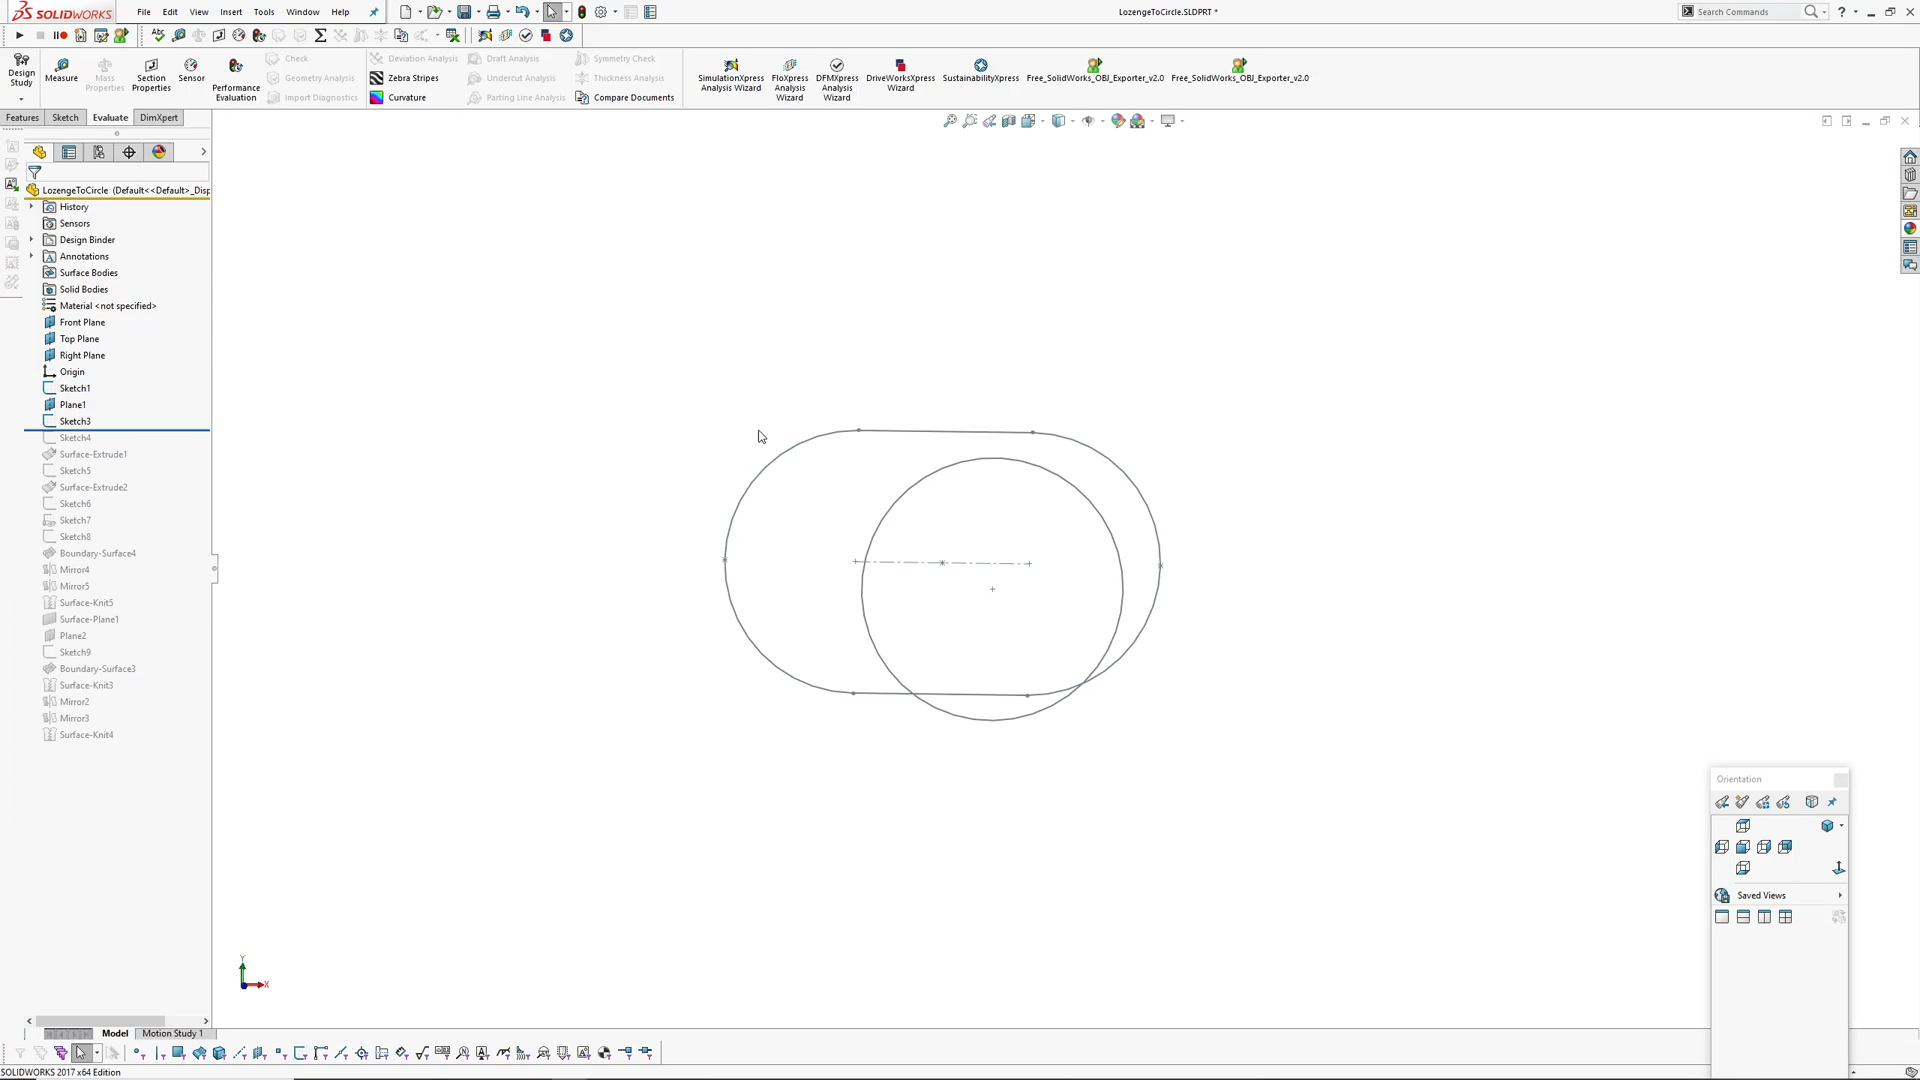 SOLIDWORKS File Edit View Insert Tools Window Help LozengeToCircle.SLDPRT * Search Commands
Design Study
Measure
Mass Properties
Section Properties
Sensor
Performance Evaluation
Check
Geometry Analysis
Import Diagnostics
Deviation Analysis
Zebra Stripes
Curvature
Draft Analysis
Undercut Analysis
Parting Line Analysis
Symmetry Check
Thickness Analysis
Compare Documents
SimulationXpress Analysis Wizard
FloXpress Analysis Wizard
DFMXpress Analysis Wizard
DriveWorksXpress Wizard
SustainabilityXpress
Free_SolidWorks_OBJ_Exporter_v2.0
Free_SolidWorks_OBJ_Exporter_v2.0
Features Sketch Evaluate DimXpert
LozengeToCircle (Default<<Default>_Disp
History
Sensors
Design Binder
Annotations
Surface Bodies
Solid Bodies
Material <not specified>
Front Plane
Top Plane
Right Plane
Origin
Sketch1
Plane1
Sketch3
Sketch4
Surface-Extrude1
Sketch5
Surface-Extrude2
Sketch6
Sketch7
Sketch8
Boundary-Surface4
Mirror4
Mirror5
Surface-Knit5
Surface-Plane1
Plane2
Sketch9
Boundary-Surface3
Surface-Knit3
Mirror2
Mirror3
Surface-Knit4
Orientation
Saved Views
Y
X
Model Motion Study 1
SOLIDWORKS 2017 x64 Edition